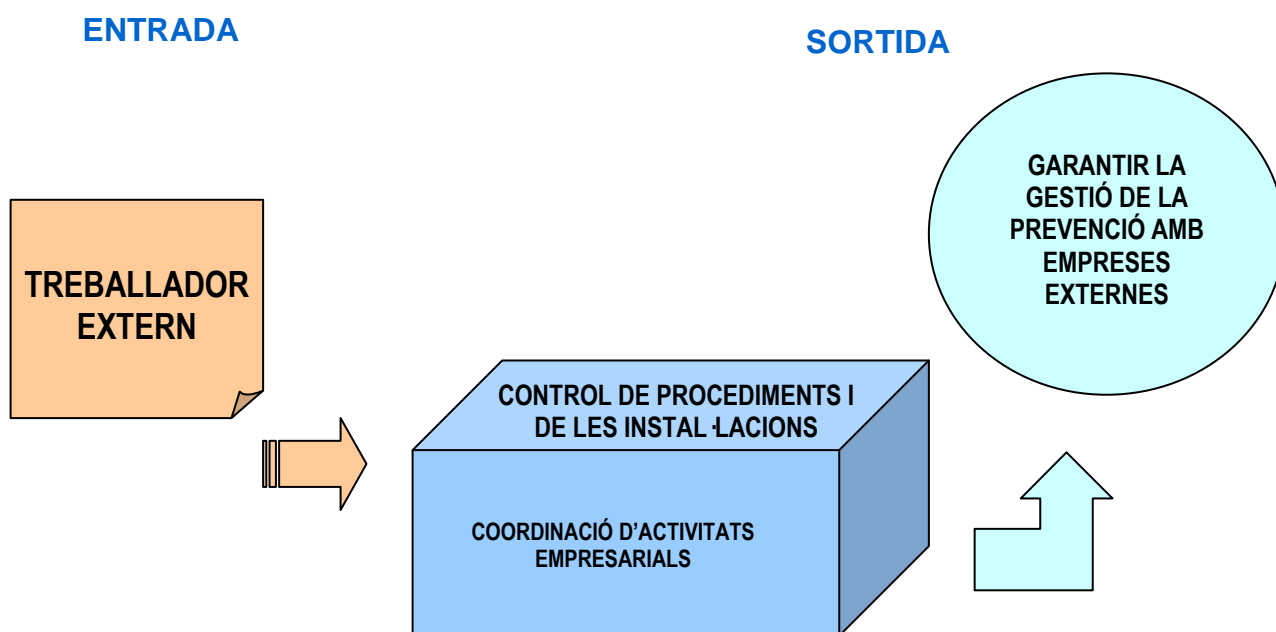 ENTRADA
SORTIDA
GARANTIR LA
GESTIÓ DE LA
PREVENCIÓ AMB
EMPRESES
EXTERNES
TREBALLADOR
EXTERN
CONTROL DE PROCEDIMENTS I
DE LES INSTAL·LACIONS
COORDINACIÓ D'ACTIVITATS
EMPRESARIALS